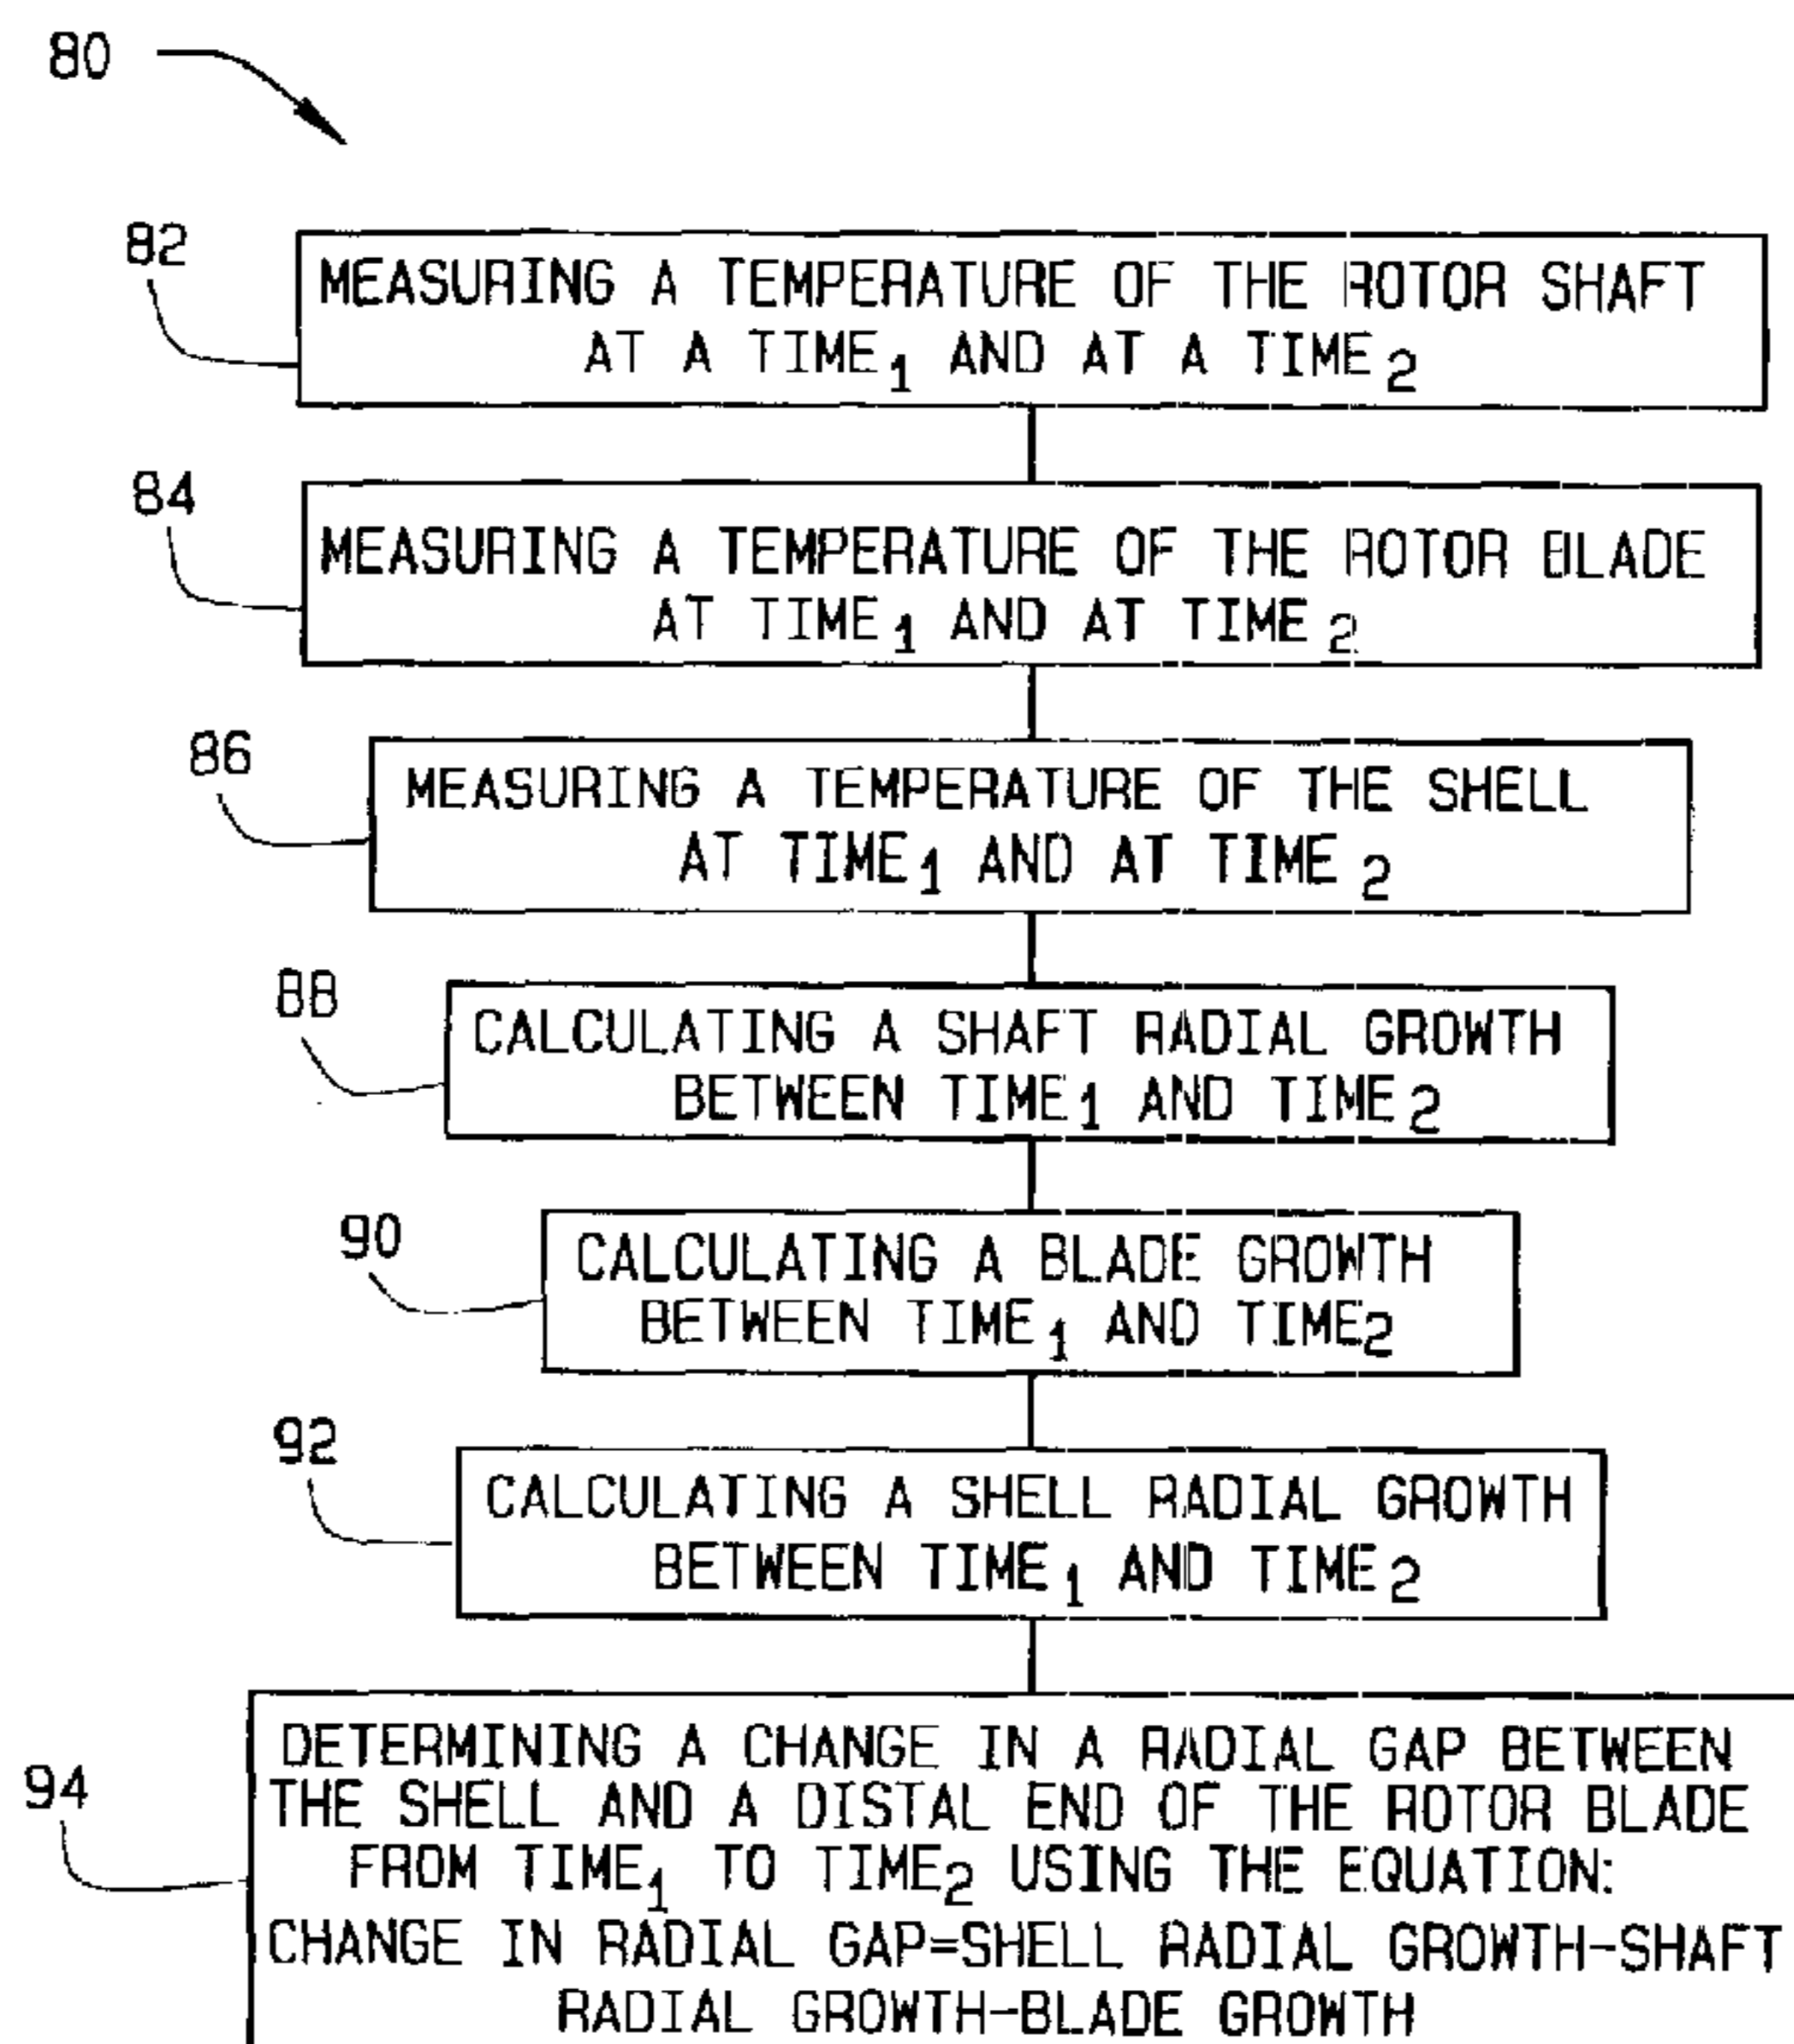 80
82
MEASURING A TEMPERATURE OF THE ROTOR SHAFT
AT A TIME₁ AND AT A TIME₂
84
MEASURING A TEMPERATURE OF THE ROTOR BLADE
AT TIME₁ AND AT TIME₂
86
MEASURING A TEMPERATURE OF THE SHELL
AT TIME₁ AND AT TIME₂
88
CALCULATING A SHAFT RADIAL GROWTH
BETWEEN TIME₁ AND TIME₂
90
CALCULATING A BLADE GROWTH
BETWEEN TIME₁ AND TIME₂
92
CALCULATING A SHELL RADIAL GROWTH
BETWEEN TIME₁ AND TIME₂
94
DETERMINING A CHANGE IN A RADIAL GAP BETWEEN
THE SHELL AND A DISTAL END OF THE ROTOR BLADE
FROM TIME₁ TO TIME₂ USING THE EQUATION:
CHANGE IN RADIAL GAP=SHELL RADIAL GROWTH-SHAFT
RADIAL GROWTH-BLADE GROWTH